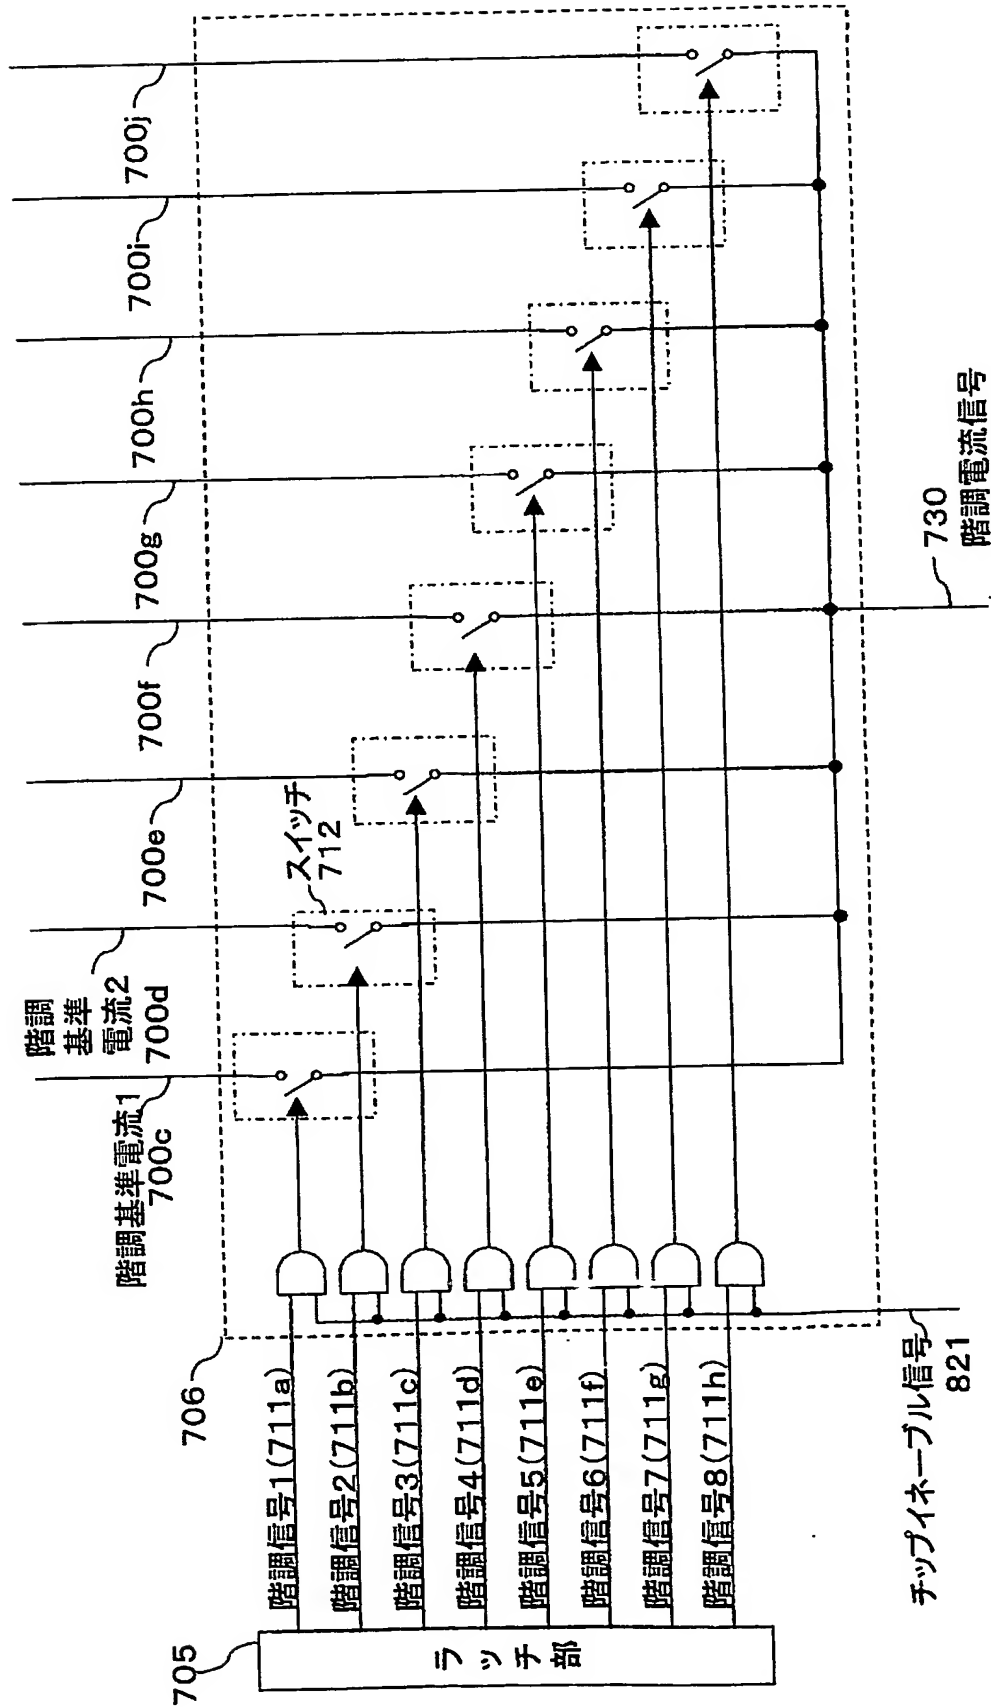 705
ラッチ部
階調信号1(711a)
階調信号2(711b)
階調信号3(711c)
階調信号4(711d)
階調信号5(711e)
階調信号6(711f)
階調信号7(711g)
階調信号8(711h)
706
チップイネーブル信号
821
階調基準電流1
700c
階調
基準
電流2
700d
スイッチ
712
700e
700f
700g
700h
700i
700j
730
階調電流信号